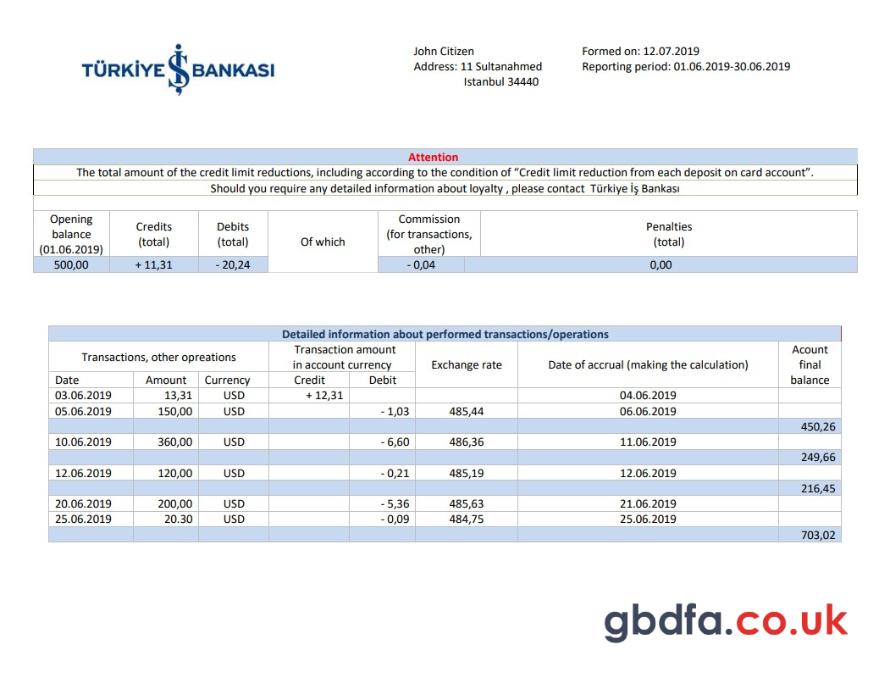 TÜRKİYE İŞ BANKASI
John Citizen
Address: 11 Sultanahmed
Istanbul 34440
Formed on: 12.07.2019
Reporting period: 01.06.2019-30.06.2019
Attention
The total amount of the credit limit reductions, including according to the condition of “Credit limit reduction from each deposit on card account”.
Should you require any detailed information about loyalty , please contact Türkiye İş Bankası
Opening balance (01.06.2019) Credits (total) Debits (total) Of which Commission (for transactions, other) Penalties (total)
500,00 + 11,31 - 20,24 - 0,04 0,00
Detailed information about performed transactions/operations
Transactions, other opreations Transaction amount in account currency Exchange rate Date of accrual (making the calculation) Acount final balance
Date Amount Currency Credit Debit
03.06.2019 13,31 USD + 12,31 04.06.2019
05.06.2019 150,00 USD - 1,03 485,44 06.06.2019
450,26
10.06.2019 360,00 USD - 6,60 486,36 11.06.2019
249,66
12.06.2019 120,00 USD - 0,21 485,19 12.06.2019
216,45
20.06.2019 200,00 USD - 5,36 485,63 21.06.2019
25.06.2019 20.30 USD - 0,09 484,75 25.06.2019
703,02
gbdfa.co.uk